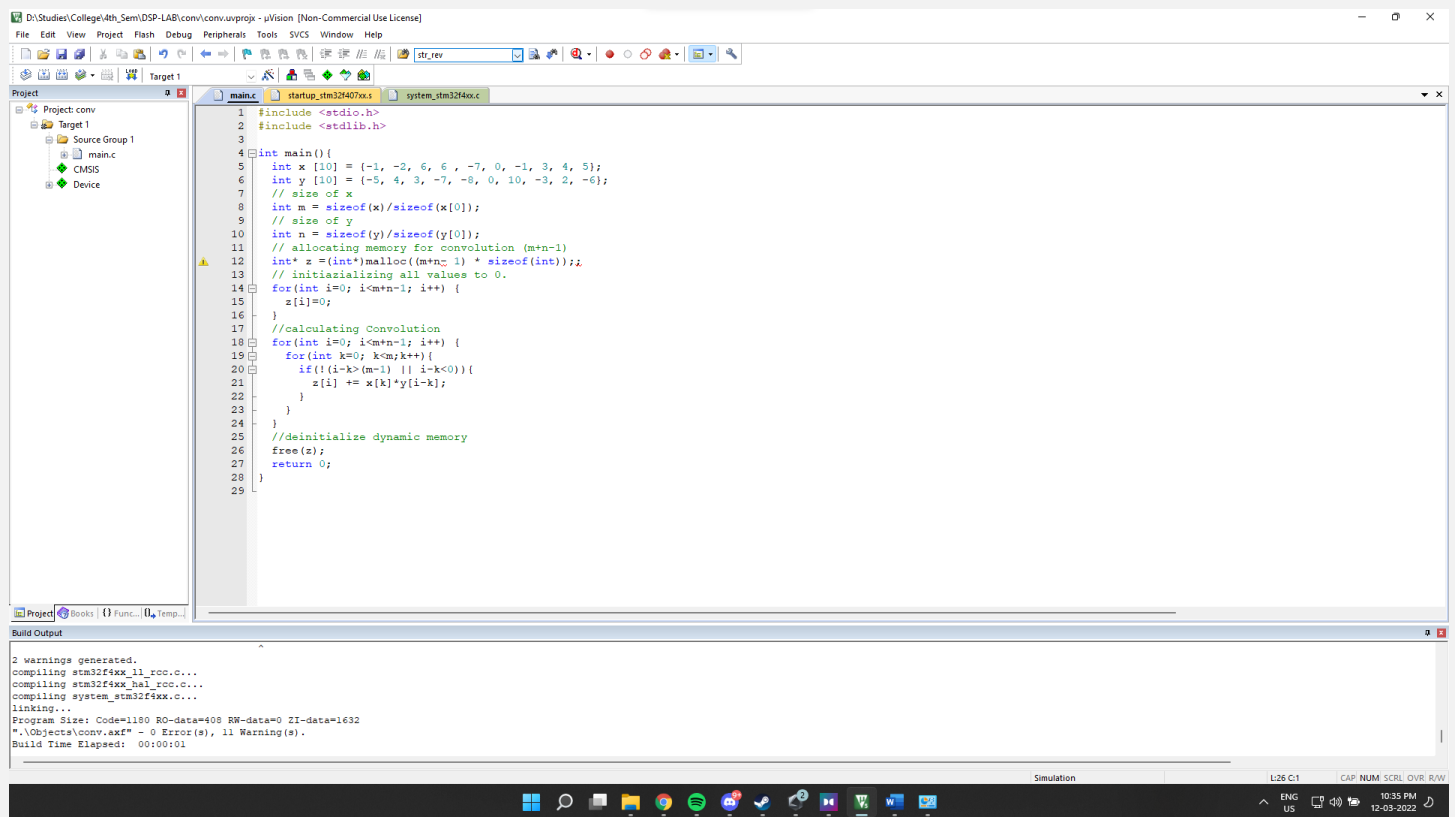 D:\Studies\College\4th_Sem\DSP-LAB\conv\conv.uvprojx - µVision [Non-Commercial Use License]
File Edit View Project Flash Debug Peripherals Tools SVCS Window Help
str_rev
LOAD Target 1
Project
main.c startup_stm32f407xx.s system_stm32f4xx.c
Project: conv
Target 1
Source Group 1
main.c
CMSIS
Device
1 #include <stdio.h>
2 #include <stdlib.h>
3
4 int main(){
5 int x [10] = {-1, -2, 6, 6 , -7, 0, -1, 3, 4, 5};
6 int y [10] = {-5, 4, 3, -7, -8, 0, 10, -3, 2, -6};
7 // size of x
8 int m = sizeof(x)/sizeof(x[0]);
9 // size of y
10 int n = sizeof(y)/sizeof(y[0]);
11 // allocating memory for convolution (m+n-1)
12 int* z =(int*)malloc((m+n- 1) * sizeof(int));;
13 // initiazializing all values to 0.
14 for(int i=0; i<m+n-1; i++) {
15 z[i]=0;
16 }
17 //calculating Convolution
18 for(int i=0; i<m+n-1; i++) {
19 for(int k=0; k<m;k++){
20 if(!(i-k>(m-1) || i-k<0)){
21 z[i] += x[k]*y[i-k];
22 }
23 }
24 }
25 //deinitialize dynamic memory
26 free(z);
27 return 0;
28 }
29
Project Books {} Func... Temp...
Build Output
^
2 warnings generated.
compiling stm32f4xx_ll_rcc.c...
compiling stm32f4xx_hal_rcc.c...
compiling system_stm32f4xx.c...
linking...
Program Size: Code=1180 RO-data=408 RW-data=0 ZI-data=1632
".\Objects\conv.axf" - 0 Error(s), 11 Warning(s).
Build Time Elapsed: 00:00:01
Simulation L:26 C:1 CAP NUM SCRL OVR R/W
9+ 2 W
ENG
US
10:35 PM
12-03-2022